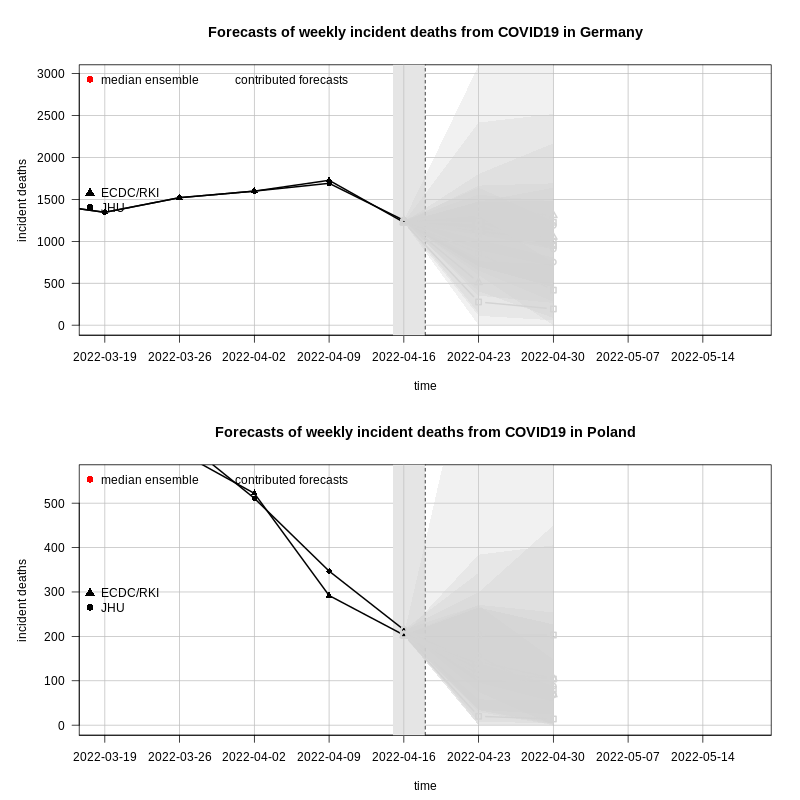 Forecasts of weekly incident deaths from COVID19 in Germany
median ensemble contributed forecasts
ECDC/RKI
JHU
incident deaths
3000
2500
2000
1500
1000
500
0
2022-03-19 2022-03-26 2022-04-02 2022-04-09 2022-04-16 2022-04-23 2022-04-30 2022-05-07 2022-05-14
time
Forecasts of weekly incident deaths from COVID19 in Poland
median ensemble contributed forecasts
ECDC/RKI
JHU
incident deaths
500
400
300
200
100
0
2022-03-19 2022-03-26 2022-04-02 2022-04-09 2022-04-16 2022-04-23 2022-04-30 2022-05-07 2022-05-14
time